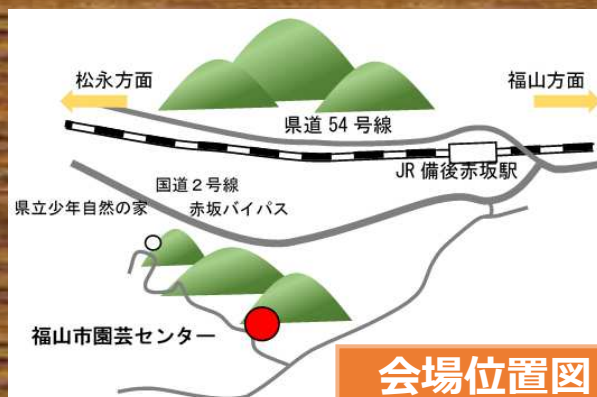 松永方面
福山方面
県道54号線
JR備後赤坂駅
国道2号線
赤坂バイパス
県立少年自然の家
福山市園芸センター
会場位置図